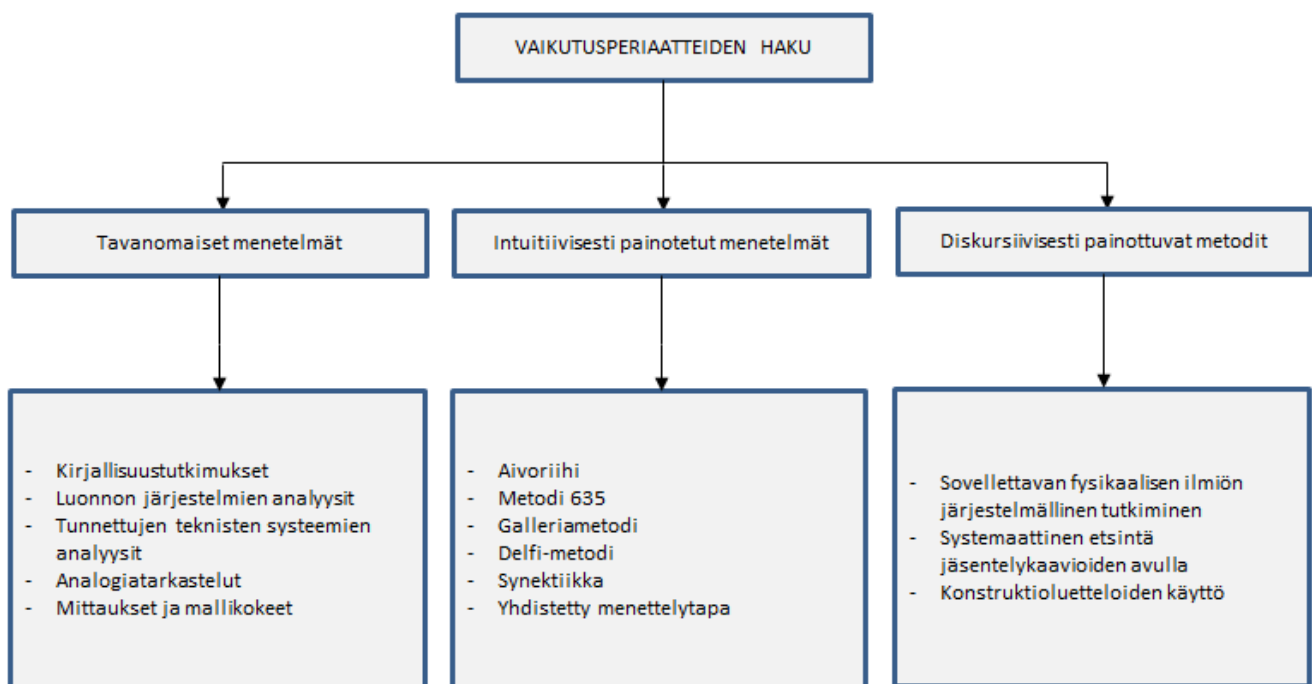 VAIKUTUSPERIAATTEIDEN HAKU
Tavanomaiset menetelmät
Intuitiivisesti painotetut menetelmät
Diskursiivisesti painottuvat metodit
- Kirjallisuustutkimukset
- Luonnon järjestelmien analyysit
- Tunnettujen teknisten systeemien
analyysit
- Analogiatarkastelut
- Mittaukset ja mallikokeet
- Aivoriihi
- Metodi 635
- Galleriametodi
- Delfi-metodi
- Synektiikka
- Yhdistetty menettelytapa
- Sovellettavan fysikaalisen ilmiön
järjestelmällinen tutkiminen
- Systemaattinen etsintä
jäsentelykaavioiden avulla
- Konstruktioluetteloiden käyttö